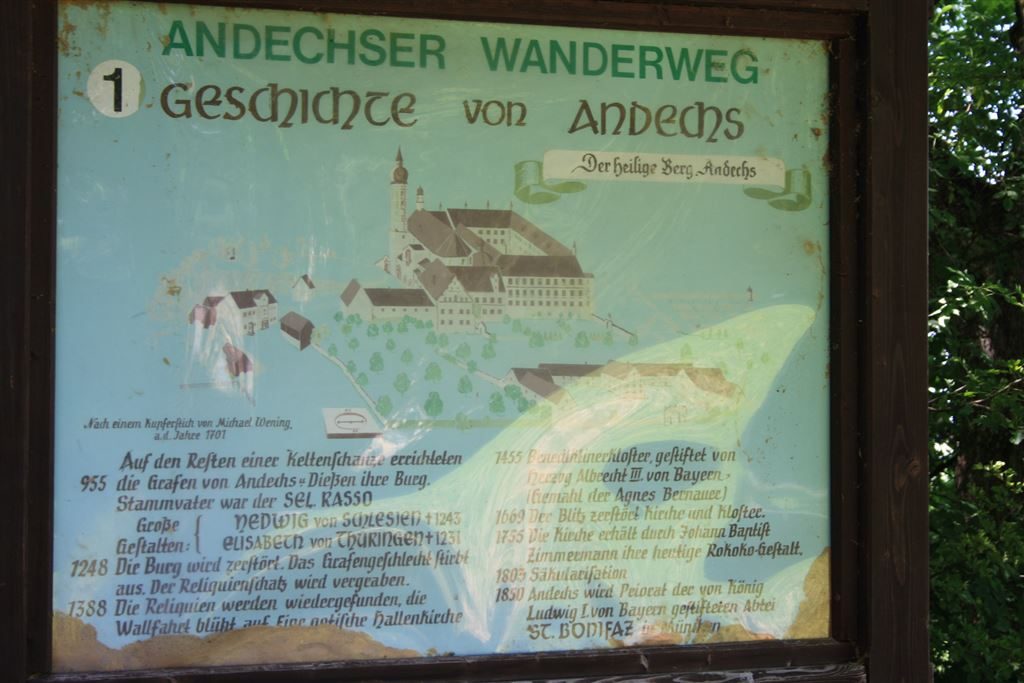 ANDECHSER WANDERWEG
1
GESCHICHTE VON ANDECHS
Der heilige Berg Andechs
Nach einem Kupferstich von Michael Wening,
a.d. Jahre 1701
Auf den Resten einer Keltenschanze errichteten
955 die Grafen von Andechs-Dießen ihre Burg.
Stammvater war der SEL. RASSO
Große
Gestalten: { HEDWIG von SCHLESIEN †1243
ELISABETH von THÜRINGEN †1231
1248 Die Burg wird zerstört. Das Grafengeschlecht stirbt
aus. Der Reliquienschatz wird vergraben.
1388 Die Reliquien werden wiedergefunden, die
Wallfahrt blüht auf. Eine gotische Hallenkirche
1455 Benediktinerkloster, gestiftet von
Herzog Albrecht III. von Bayern
(Gemahl der Agnes Bernauer)
1669 Der Blitz zerstört Kirche und Kloster.
1755 Die Kirche erhält durch Johann Baptist
Zimmermann ihre heutige Rokoko-Gestalt.
1803 Säkularisation
1850 Andechs wird Priorat der von König
Ludwig I. von Bayern gestifteten Abtei
ST. BONIFAZ in München